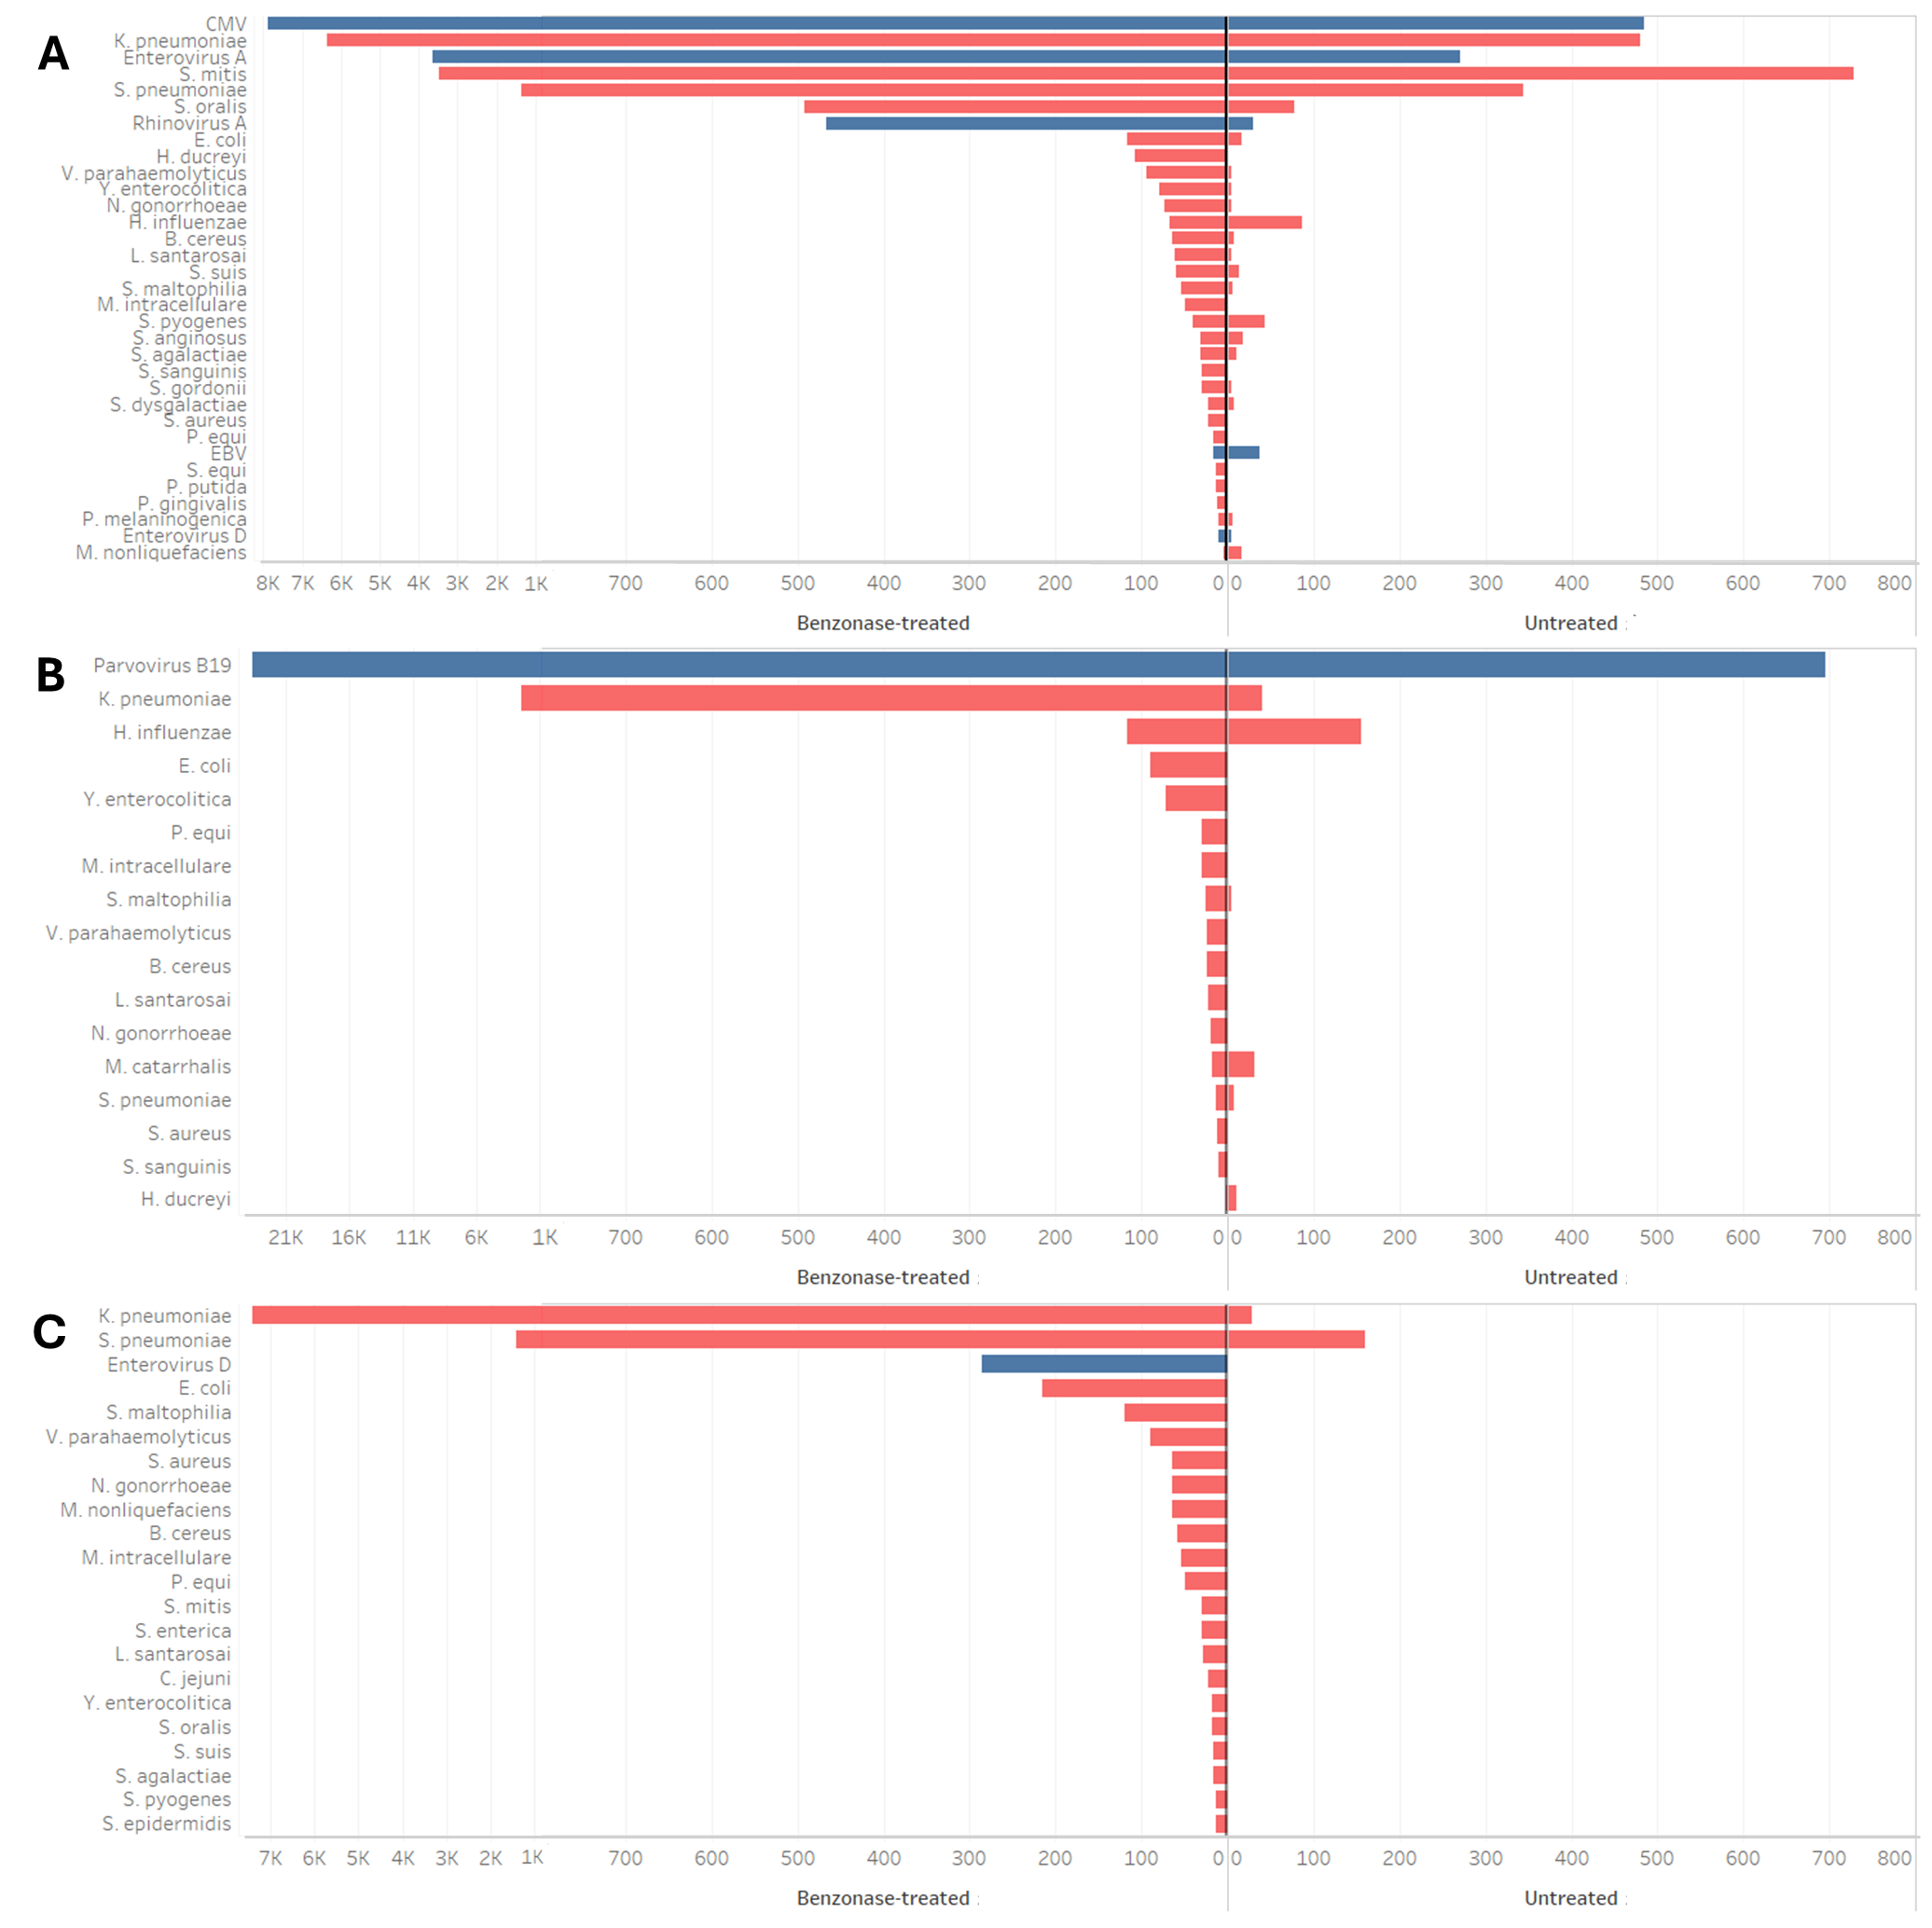 A
CMV
K. pneumoniae
Enterovirus A
S. mitis
S. pneumoniae
S. oralis
Rhinovirus A
E. coli
H. ducreyi
V. parahaemolyticus
Y. enterocolitica
N. gonorrhoeae
H. influenzae
B. cereus
L. santarosai
S. suis
S. maltophilia
M. intracellulare
S. pyogenes
S. anginosus
S. agalactiae
S. sanguinis
S. gordonii
S. dysgalactiae
S. aureus
P. equi
EBV
S. equi
P. putida
P. gingivalis
P. melaninogenica
Enterovirus D
M. nonliquefaciens
8K 7K 6K 5K 4K 3K 2K 1K 700 600 500 400 300 200 100 0 0 100 200 300 400 500 600 700 800
Benzonase-treated Untreated
B
Parvovirus B19
K. pneumoniae
H. influenzae
E. coli
Y. enterocolitica
P. equi
M. intracellulare
S. maltophilia
V. parahaemolyticus
B. cereus
L. santarosai
N. gonorrhoeae
M. catarrhalis
S. pneumoniae
S. aureus
S. sanguinis
H. ducreyi
21K 16K 11K 6K 1K 700 600 500 400 300 200 100 0 0 100 200 300 400 500 600 700 800
Benzonase-treated Untreated
C
K. pneumoniae
S. pneumoniae
Enterovirus D
E. coli
S. maltophilia
V. parahaemolyticus
S. aureus
N. gonorrhoeae
M. nonliquefaciens
B. cereus
M. intracellulare
P. equi
S. mitis
S. enterica
L. santarosai
C. jejuni
Y. enterocolitica
S. oralis
S. suis
S. agalactiae
S. pyogenes
S. epidermidis
7K 6K 5K 4K 3K 2K 1K 700 600 500 400 300 200 100 0 0 100 200 300 400 500 600 700 800
Benzonase-treated Untreated